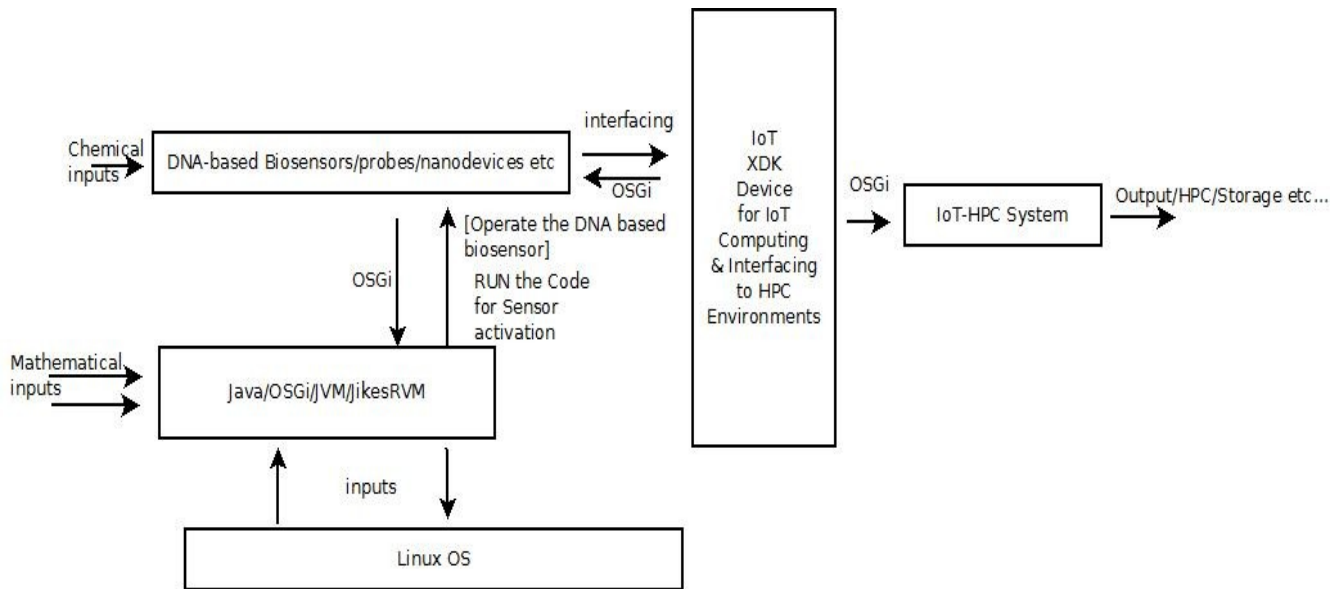 Chemical
inputs
DNA-based Biosensors/probes/nanodevices etc
interfacing
OSGi
IoT
XDK
Device
for IoT
Computing
& Interfacing
to HPC
Environments
OSGi
IoT-HPC System
Output/HPC/Storage etc...
OSGi
[Operate the DNA based
biosensor]
RUN the Code
for Sensor
activation
Mathematical
inputs
Java/OSGi/JVM/JikesRVM
inputs
Linux OS